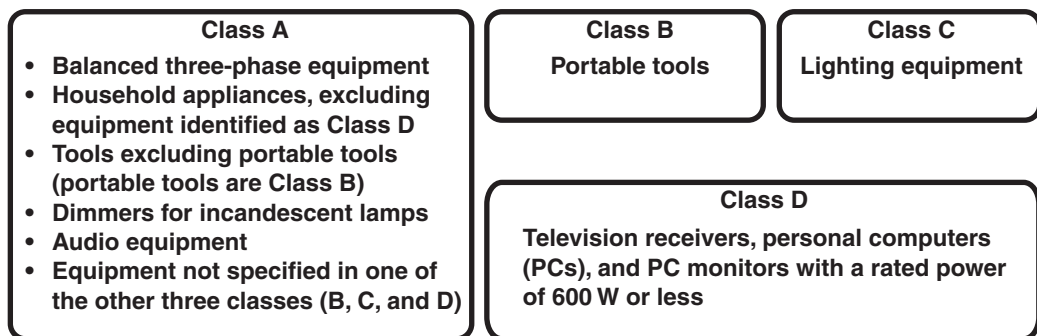 Class A
• Balanced three-phase equipment
• Household appliances, excluding
equipment identified as Class D
• Tools excluding portable tools
(portable tools are Class B)
• Dimmers for incandescent lamps
• Audio equipment
• Equipment not specified in one of
the other three classes (B, C, and D)
Class B
Portable tools
Class C
Lighting equipment
Class D
Television receivers, personal computers
(PCs), and PC monitors with a rated power
of 600 W or less